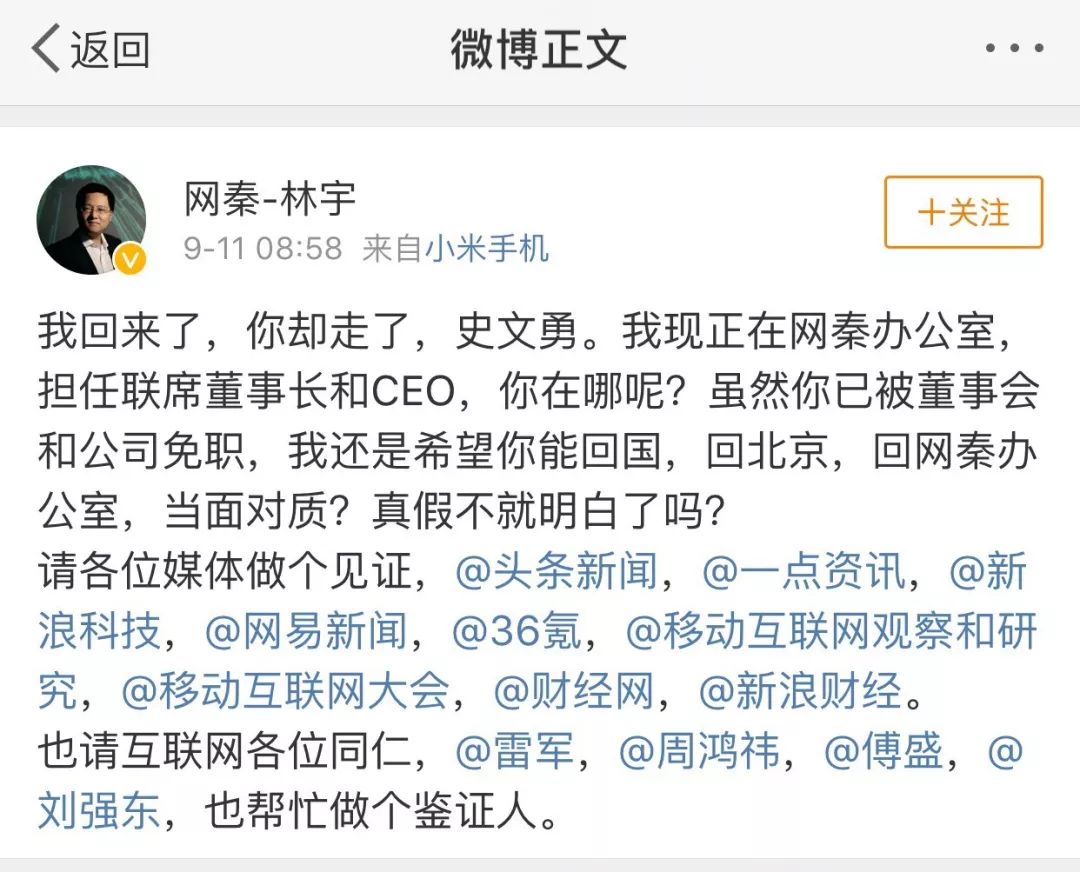 返回
微博正文
网秦-林宇
+关注
9-11 08:58 来自小米手机
我回来了，你却走了，史文勇。我现正在网秦办公室，
担任联席董事长和CEO，你在哪呢？虽然你已被董事会
和公司免职，我还是希望你能回国，回北京，回网秦办
公室，当面对质？真假不就明白了吗？
请各位媒体做个见证，@头条新闻，@一点资讯，@新
浪科技，@网易新闻，@36氪，@移动互联网观察和研
究，@移动互联网大会，@财经网，@新浪财经。
也请互联网各位同仁，@雷军，@周鸿祎，@傅盛，@
刘强东，也帮忙做个鉴证人。